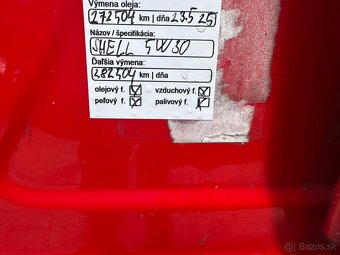 Výmena oleja:
272504 km | dňa 23.5.25
Názov / špecifikácia:
SHELL 5W30
Ďalšia výmena:
282504 km | dňa
olejový f. ☑ vzduchový f. ☑
peľový f. ☑ palivový f. ☑
Bazos.sk